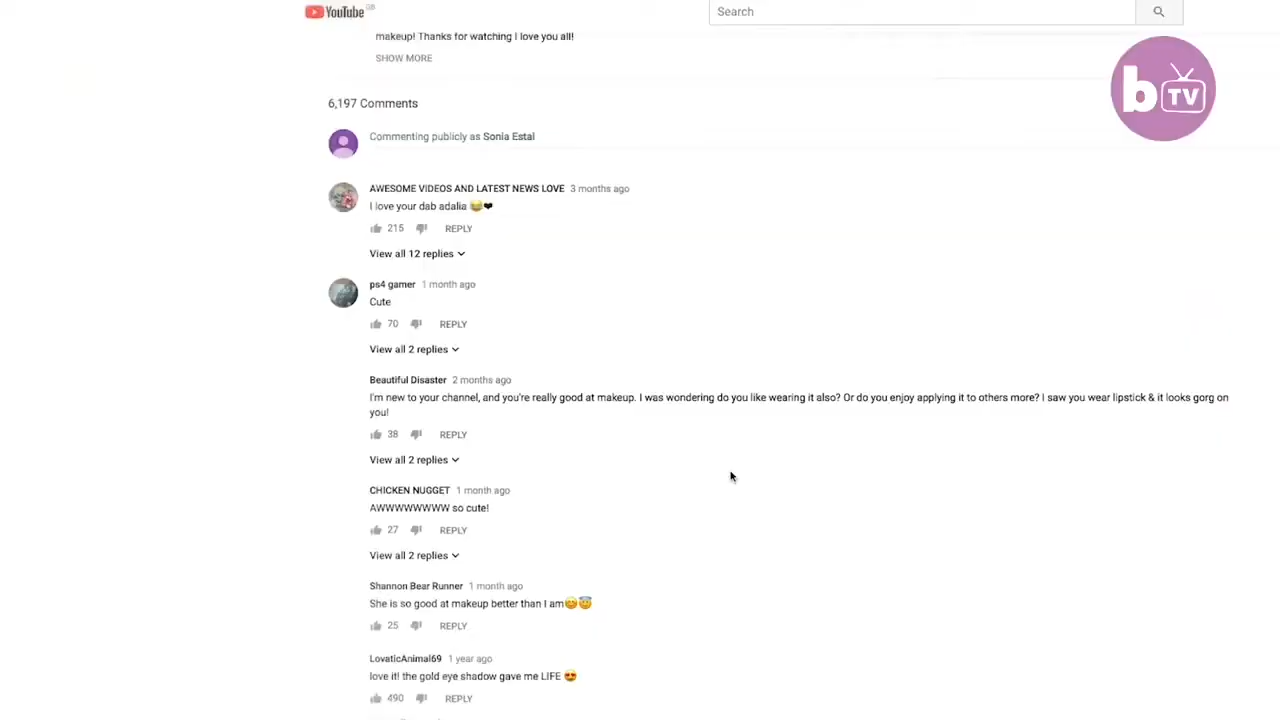 YouTube GB
Search
makeup! Thanks for watching I love you all!
SHOW MORE
b TV
6,197 Comments
Commenting publicly as Sonia Estal
AWESOME VIDEOS AND LATEST NEWS LOVE 3 months ago
I love your dab adalia 😂❤
215 REPLY
View all 12 replies
ps4 gamer 1 month ago
Cute
70 REPLY
View all 2 replies
Beautiful Disaster 2 months ago
I'm new to your channel, and you're really good at makeup. I was wondering do you like wearing it also? Or do you enjoy applying it to others more? I saw you wear lipstick & it looks gorg on
you!
38 REPLY
View all 2 replies
CHICKEN NUGGET 1 month ago
AWWWWWWWW so cute!
27 REPLY
View all 2 replies
Shannon Bear Runner 1 month ago
She is so good at makeup better than I am😊😇
25 REPLY
LovaticAnimal69 1 year ago
love it! the gold eye shadow gave me LIFE 😍
490 REPLY